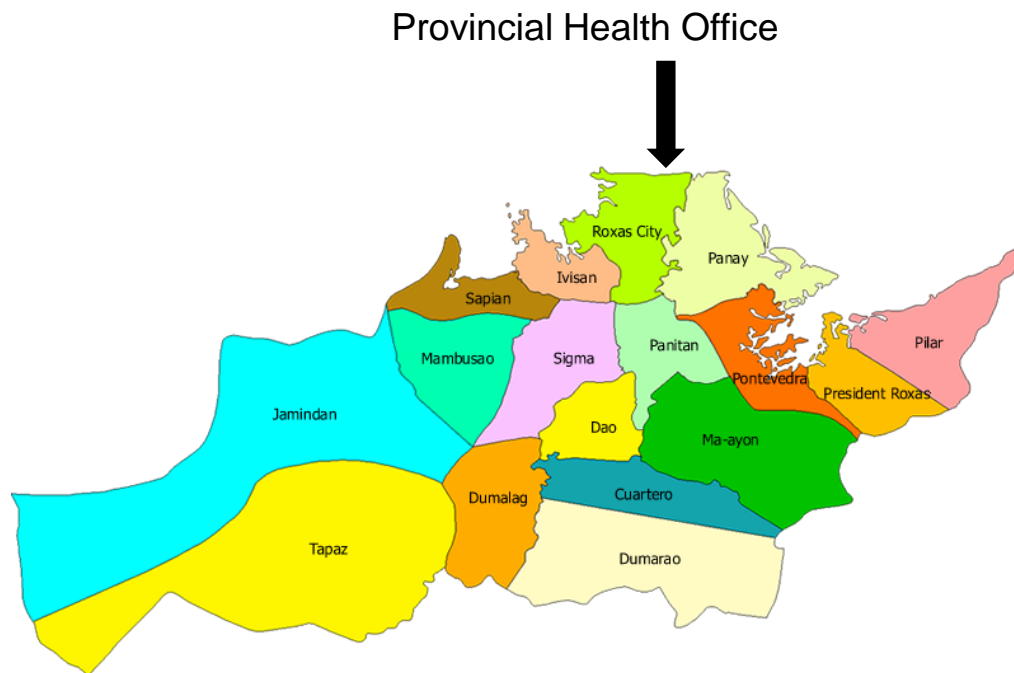 Provincial Health Office
Roxas City
Panay
Ivisan
Sapian
Pilar
Panitan
Mambusao
Sigma
Pontevedra
President Roxas
Jamindan
Dao
Ma-ayon
Dumalag
Cuartero
Tapaz
Dumarao